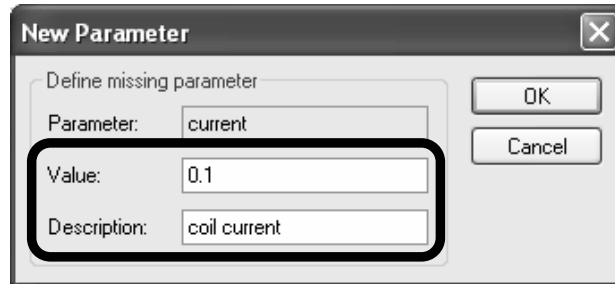 New Parameter
Define missing parameter
OK
Parameter: current
Cancel
Value: 0.1
Description: coil current